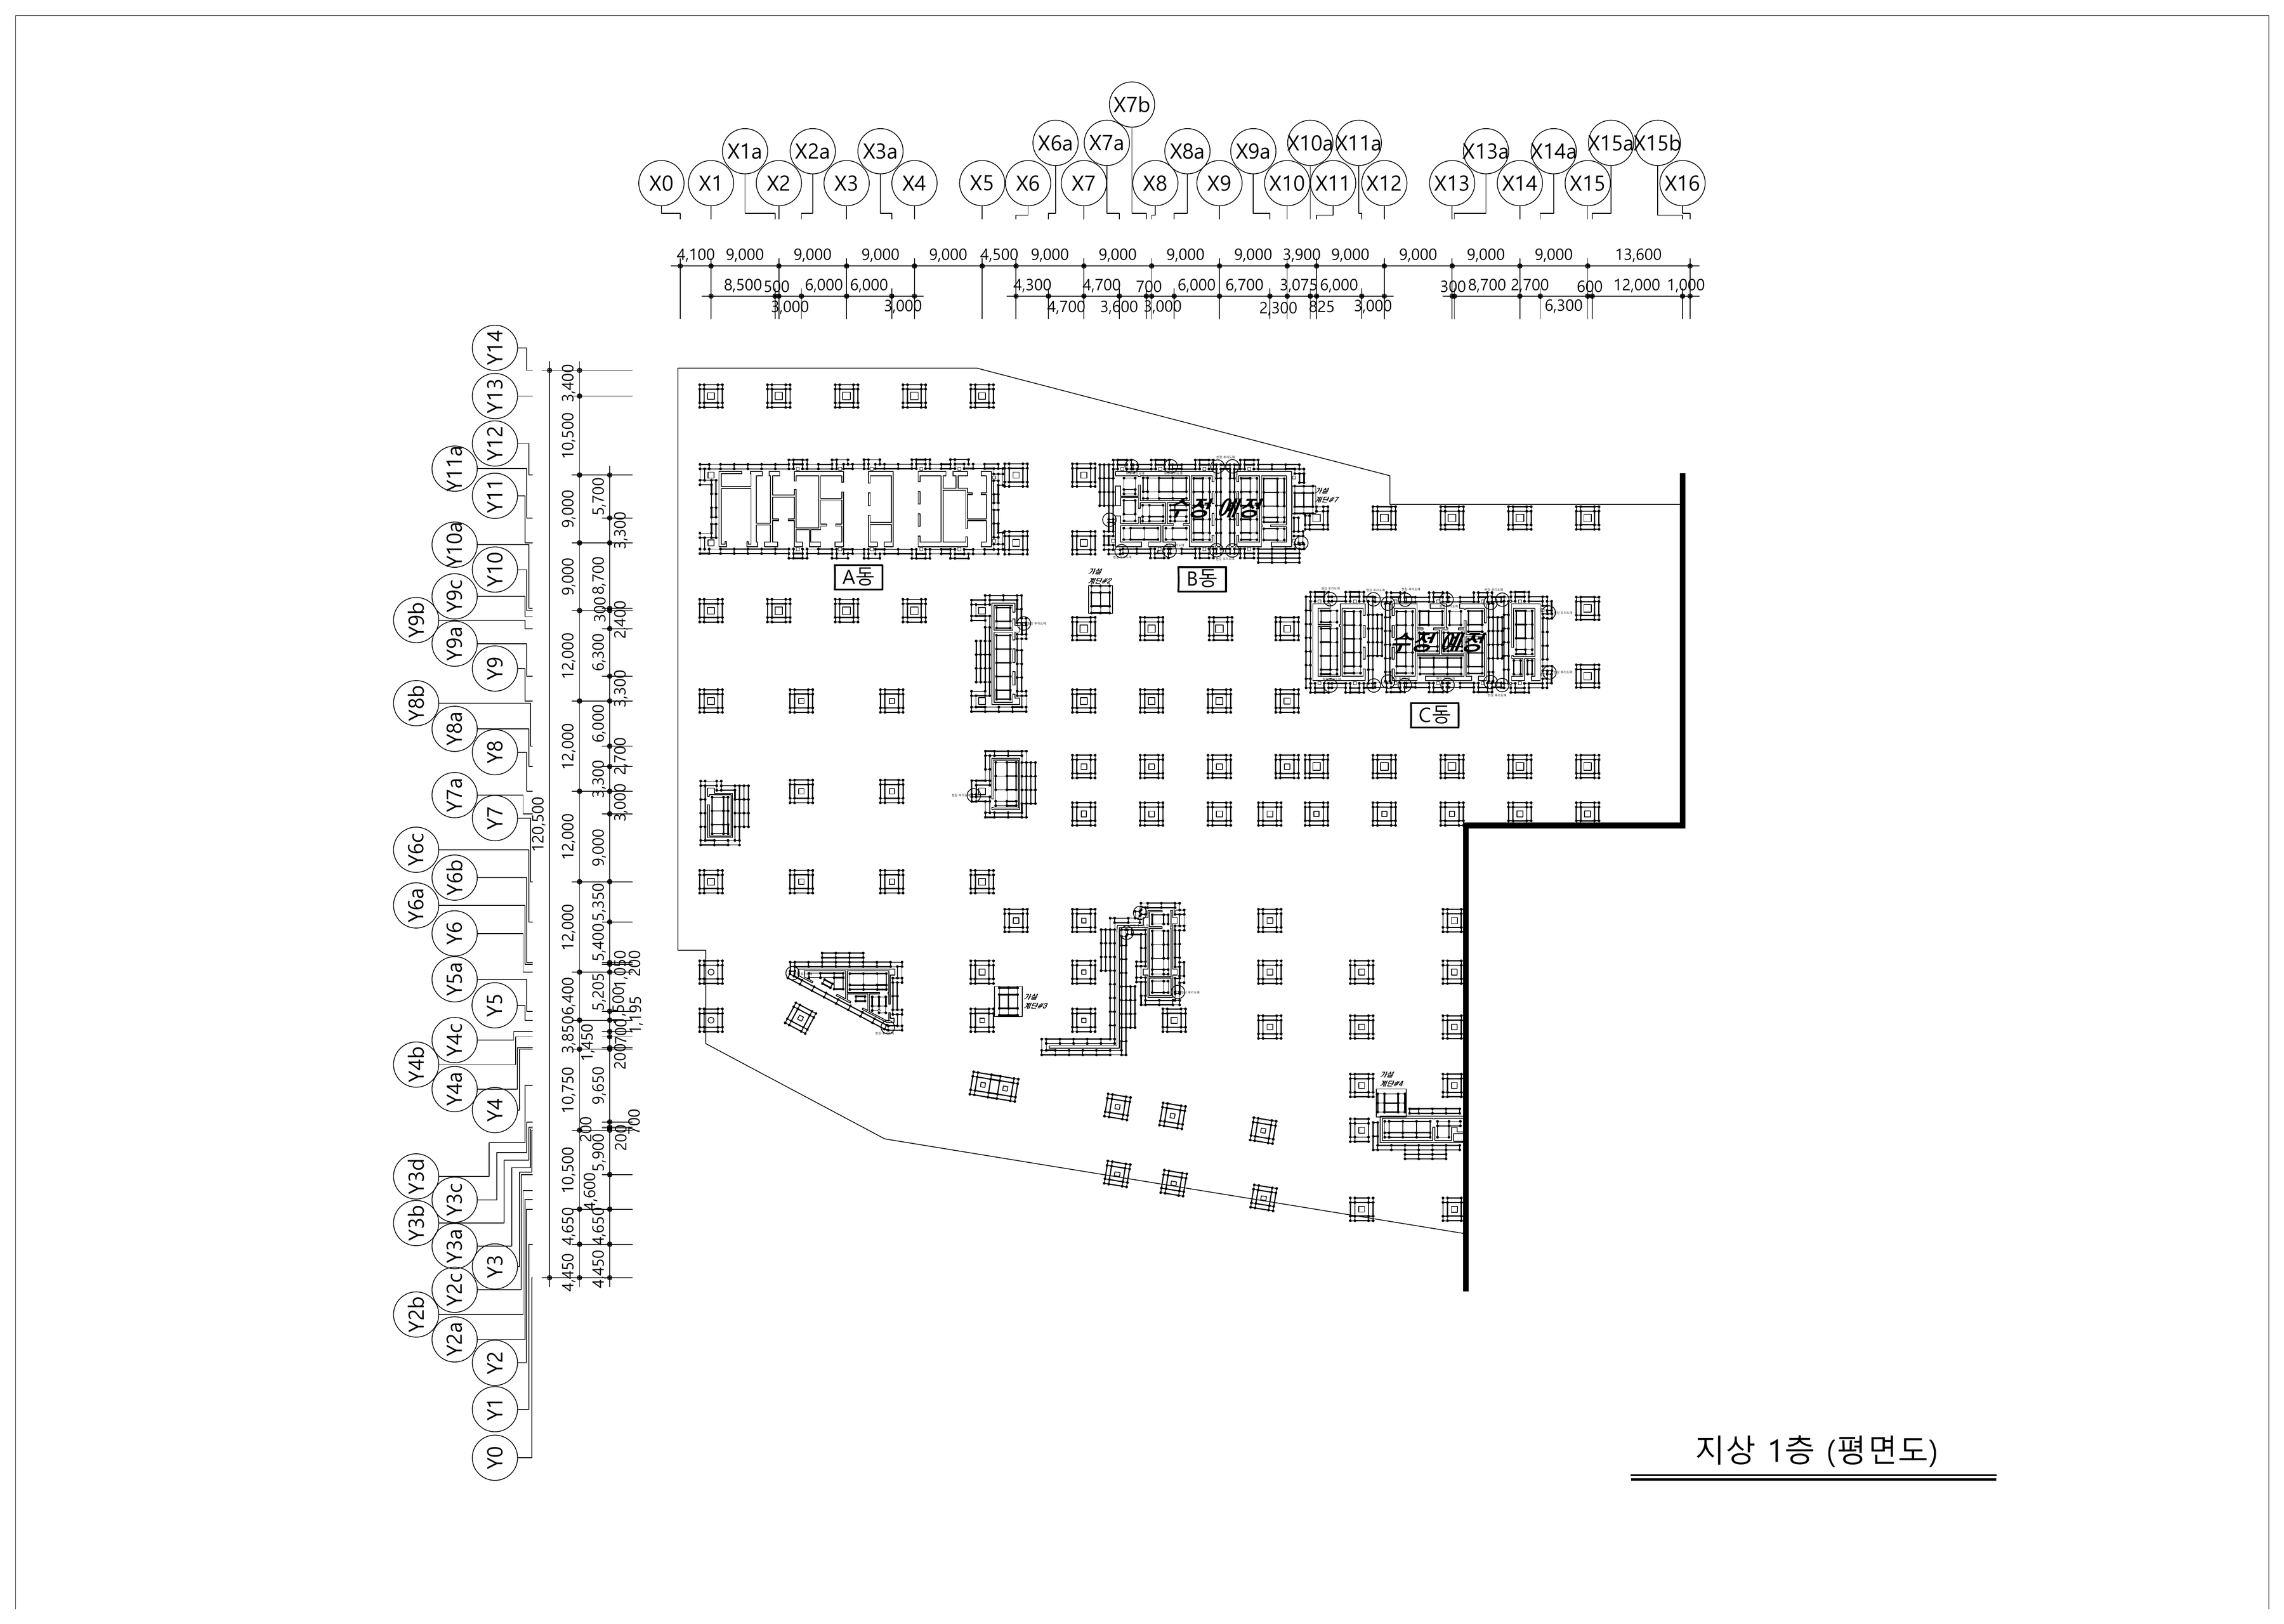 X7b
X6a X7a X10a X11a X15a X15b
X1a X2a X3a X8a X9a X13a X14a
X0 X1 X2 X3 X4 X5 X6 X7 X8 X9 X10 X11 X12 X13 X14 X15 X16
4,100 9,000 9,000 9,000 9,000 4,500 9,000 9,000 9,000 9,000 3,900 9,000 9,000 9,000 9,000 13,600
8,500 500 6,000 6,000 4,300 4,700 700 6,000 6,700 3,075 6,000 300 8,700 2,700 600 12,000 1,000
3,000 3,000 4,700 3,600 3,000 2,300 825 3,000 6,300
Y14
Y13
Y12
Y11a
Y11
Y10a
Y10
Y9c
Y9b
Y9a
Y9
Y8b
Y8a
Y8
Y7a
Y7
Y6c
Y6b
Y6a
Y6
Y5a
Y5
Y4c
Y4b
Y4a
Y4
Y3d
Y3c
Y3b
Y3a
Y3
Y2c
Y2b
Y2a
Y2
Y1
Y0
120,500
3,400
10,500
9,000
9,000
12,000
12,000
12,000
12,000
6,400
3,850
10,750
10,500
4,650
4,450
5,700
3,300
8,700
300
2,400
6,300
3,300
6,000
2,700
3,300
3,000
9,000
5,350
5,400
1,050
200
5,205
500
1,195
1,450
700
200
9,650
700
200
200
5,900
4,600
4,650
4,450
수정 예정
가설
계단#7
A동
B동
가설
계단#2
수정 예정
C동
가설
계단#3
가설
계단#4
지상 1층 (평면도)